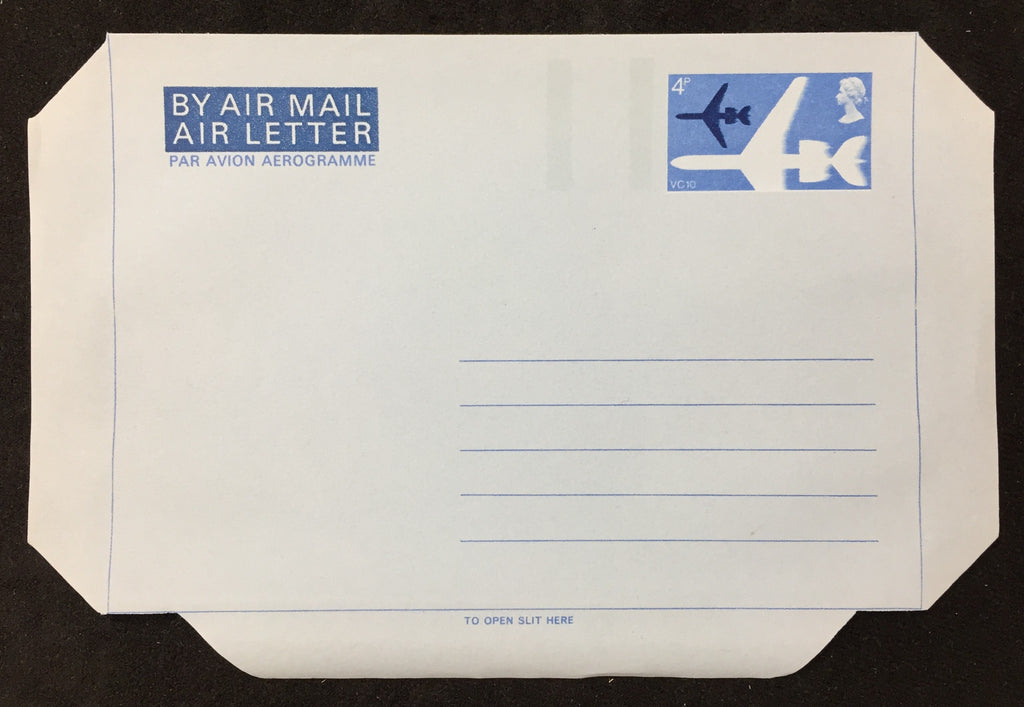 BY AIR MAIL
AIR LETTER
PAR AVION AEROGRAMME
4P
VC10
TO OPEN SLIT HERE